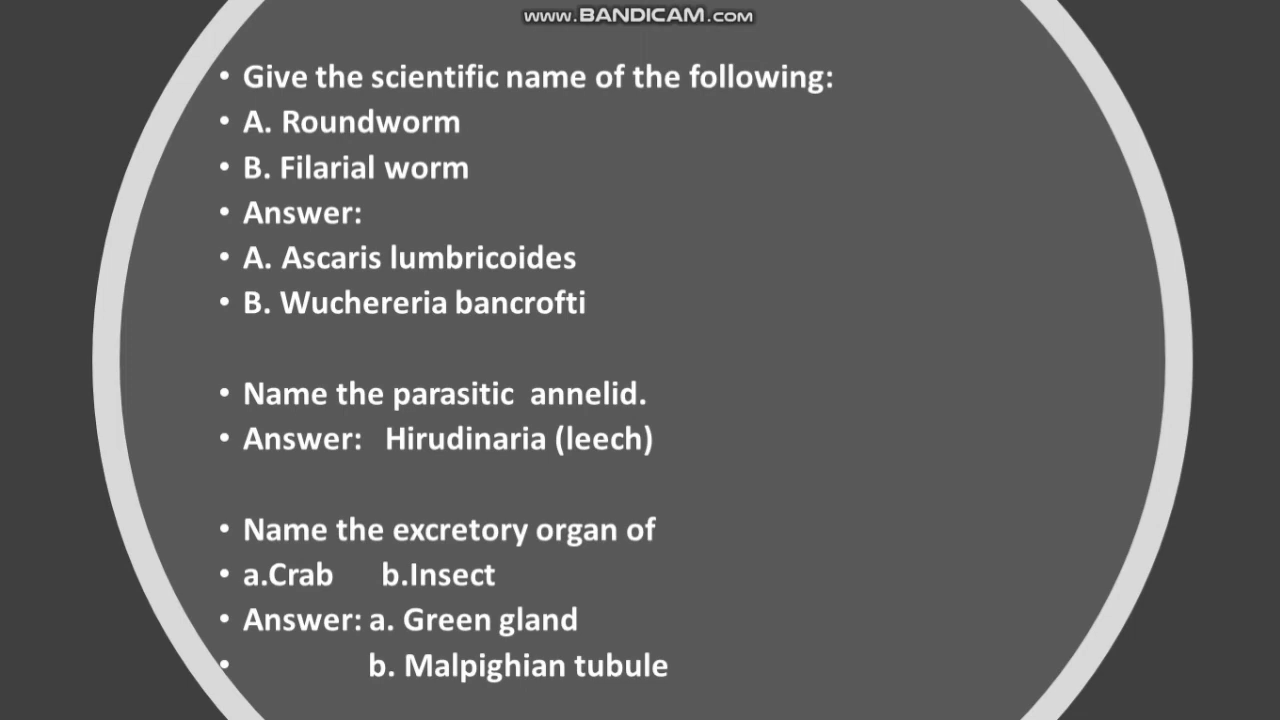 www.BANDICAM.com
• Give the scientific name of the following:
• A. Roundworm
• B. Filarial worm
• Answer:
• A. Ascaris lumbricoides
• B. Wuchereria bancrofti
• Name the parasitic  annelid.
• Answer:   Hirudinaria (leech)
• Name the excretory organ of
• a.Crab      b.Insect
• Answer: a. Green gland
•                b. Malpighian tubule